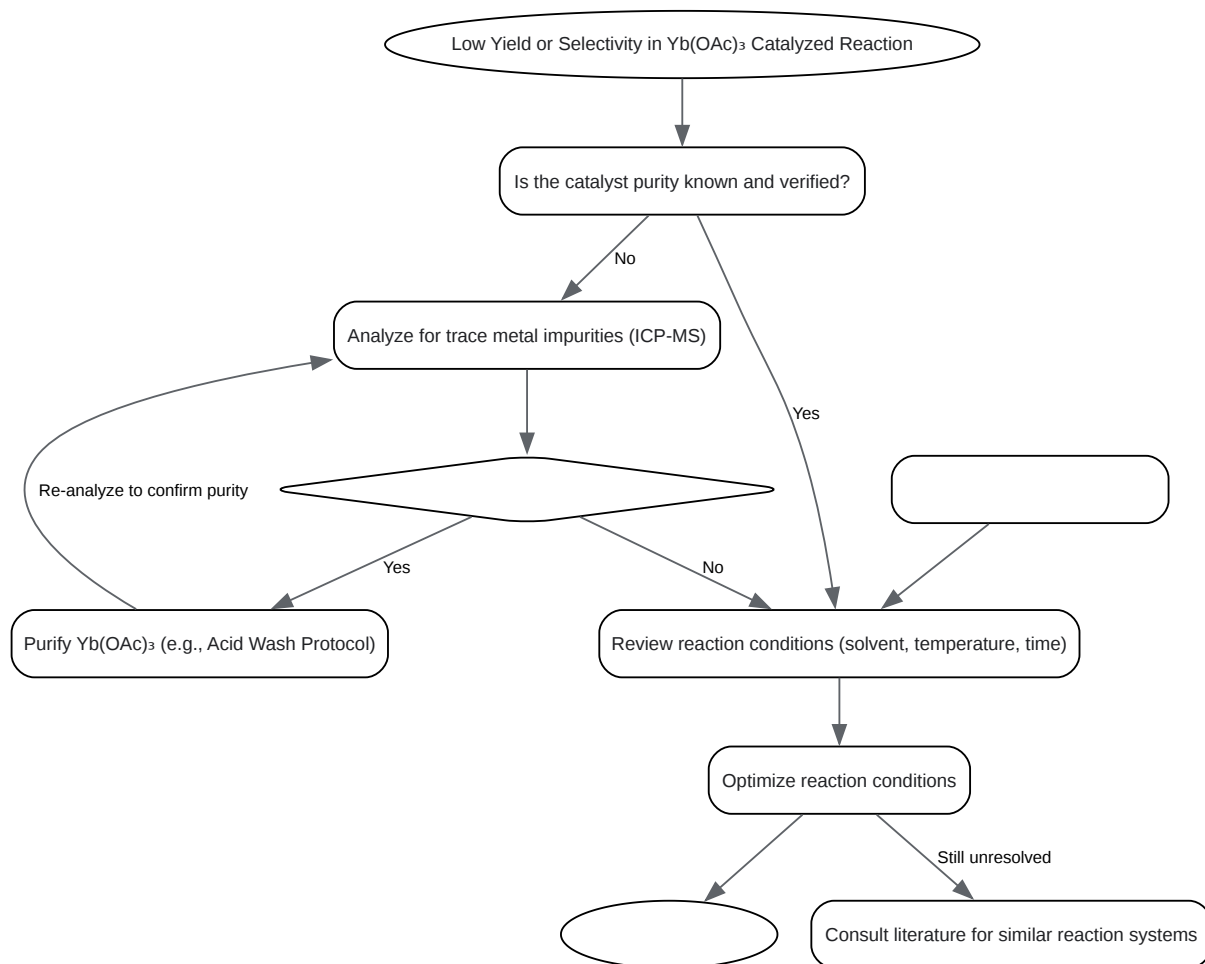 Low Yield or Selectivity in Yb(OAc)₃ Catalyzed Reaction
Is the catalyst purity known and verified?
No
Analyze for trace metal impurities (ICP-MS)
Yes
Re-analyze to confirm purity
Yes
No
Purify Yb(OAc)₃ (e.g., Acid Wash Protocol)
Review reaction conditions (solvent, temperature, time)
Optimize reaction conditions
Still unresolved
Consult literature for similar reaction systems